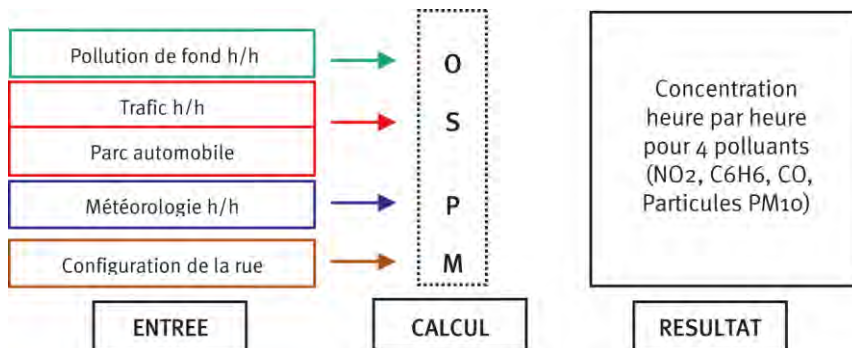 Pollution de fond h/h
Trafic h/h
Parc automobile
Météorologie h/h
Configuration de la rue
O
S
P
M
Concentration
heure par heure
pour 4 polluants
(NO2, C6H6, CO,
Particules PM10)
ENTREE
CALCUL
RESULTAT